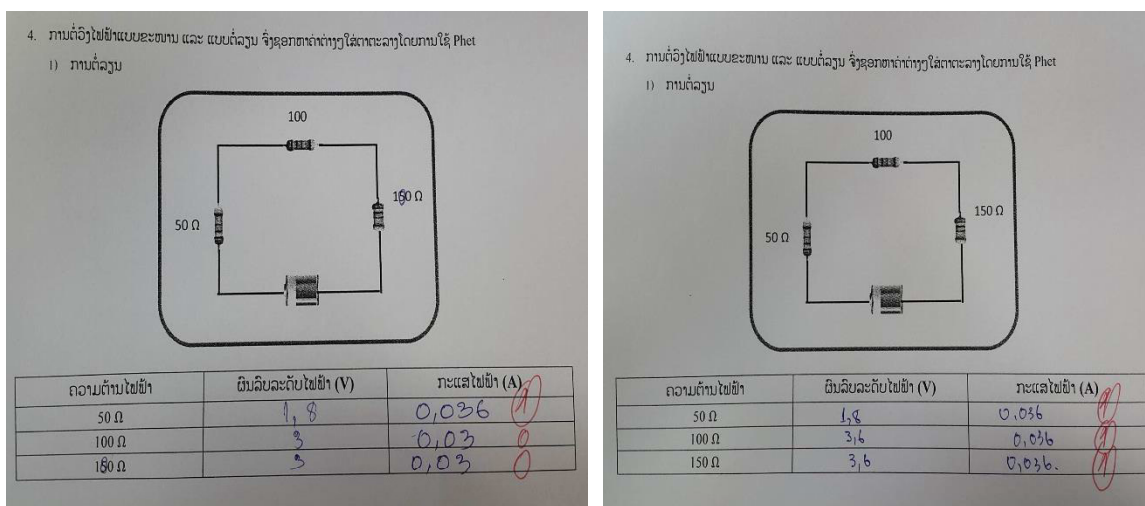 4. ການຕໍ່ວົງໄຟຟ້າແບບຂະໜານ ແລະ ແບບຕໍ່ລຽນ ຈົ່ງຊອກຫາຄ່າຕ່າງໆໃສ່ຕາຕະລາງໂດຍການໃຊ້ Phet
1) ການຕໍ່ລຽນ
100
50 Ω
Ω
ຄວາມຕ້ານໄຟຟ້າ ຜົນລົບລະດັບໄຟຟ້າ (V) ກະແສໄຟຟ້າ (A)
50 Ω 1,8 0,036 1
100 Ω 3 0,03 0
Ω 3 0,03 0
4. ການຕໍ່ວົງໄຟຟ້າແບບຂະໜານ ແລະ ແບບຕໍ່ລຽນ ຈົ່ງຊອກຫາຄ່າຕ່າງໆໃສ່ຕາຕະລາງໂດຍການໃຊ້ Phet
1) ການຕໍ່ລຽນ
100
150 Ω
50 Ω
ຄວາມຕ້ານໄຟຟ້າ ຜົນລົບລະດັບໄຟຟ້າ (V) ກະແສໄຟຟ້າ (A)
50 Ω 1,8 0.036 1
100 Ω 3,6 0,036 1
150 Ω 3,6 0,036. 1